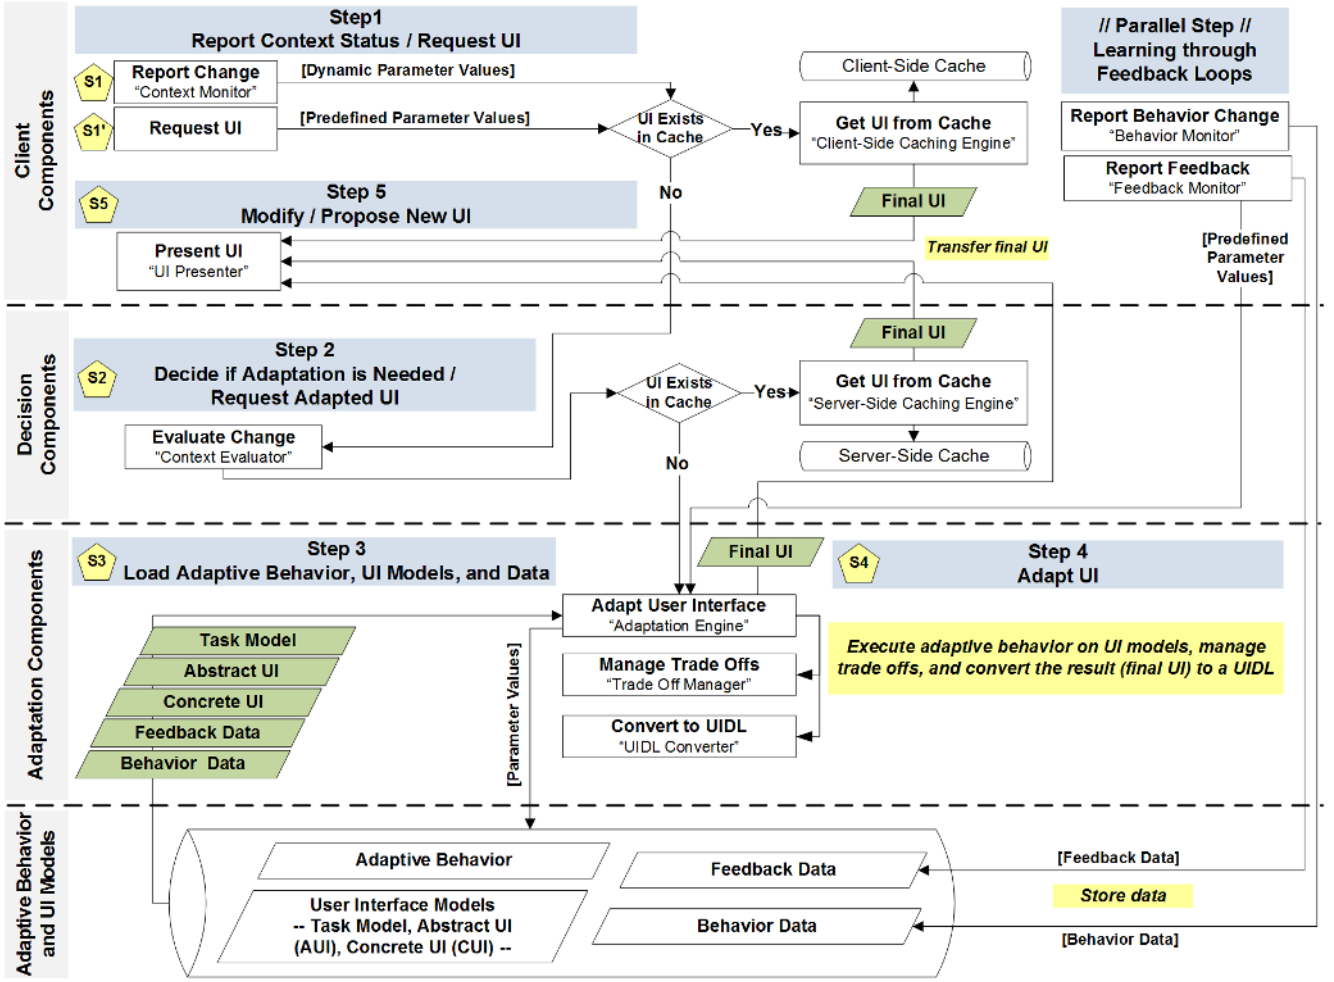 Client
Components
Step1
Report Context Status / Request UI
S1
Report Change
“Context Monitor”
[Dynamic Parameter Values]
S1'
Request UI
[Predefined Parameter Values]
UI Exists
in Cache
Yes
No
Client-Side Cache
Get UI from Cache
“Client-Side Caching Engine”
Final UI
Transfer final UI
// Parallel Step //
Learning through
Feedback Loops
Report Behavior Change
“Behavior Monitor”
Report Feedback
“Feedback Monitor”
[Predefined
Parameter
Values]
S5
Step 5
Modify / Propose New UI
Present UI
“UI Presenter”
Decision
Components
S2
Step 2
Decide if Adaptation is Needed /
Request Adapted UI
Evaluate Change
“Context Evaluator”
UI Exists
in Cache
Yes
No
Final UI
Get UI from Cache
“Server-Side Caching Engine”
Server-Side Cache
Adaptation Components
S3
Step 3
Load Adaptive Behavior, UI Models, and Data
Final UI
S4
Step 4
Adapt UI
Task Model
Abstract UI
Concrete UI
Feedback Data
Behavior Data
[Parameter Values]
Adapt User Interface
“Adaptation Engine”
Manage Trade Offs
“Trade Off Manager”
Convert to UIDL
“UIDL Converter”
Execute adaptive behavior on UI models, manage
trade offs, and convert the result (final UI) to a UIDL
Adaptive Behavior
and UI Models
Adaptive Behavior
User Interface Models
-- Task Model, Abstract UI
(AUI), Concrete UI (CUI) --
Feedback Data
Behavior Data
[Feedback Data]
Store data
[Behavior Data]